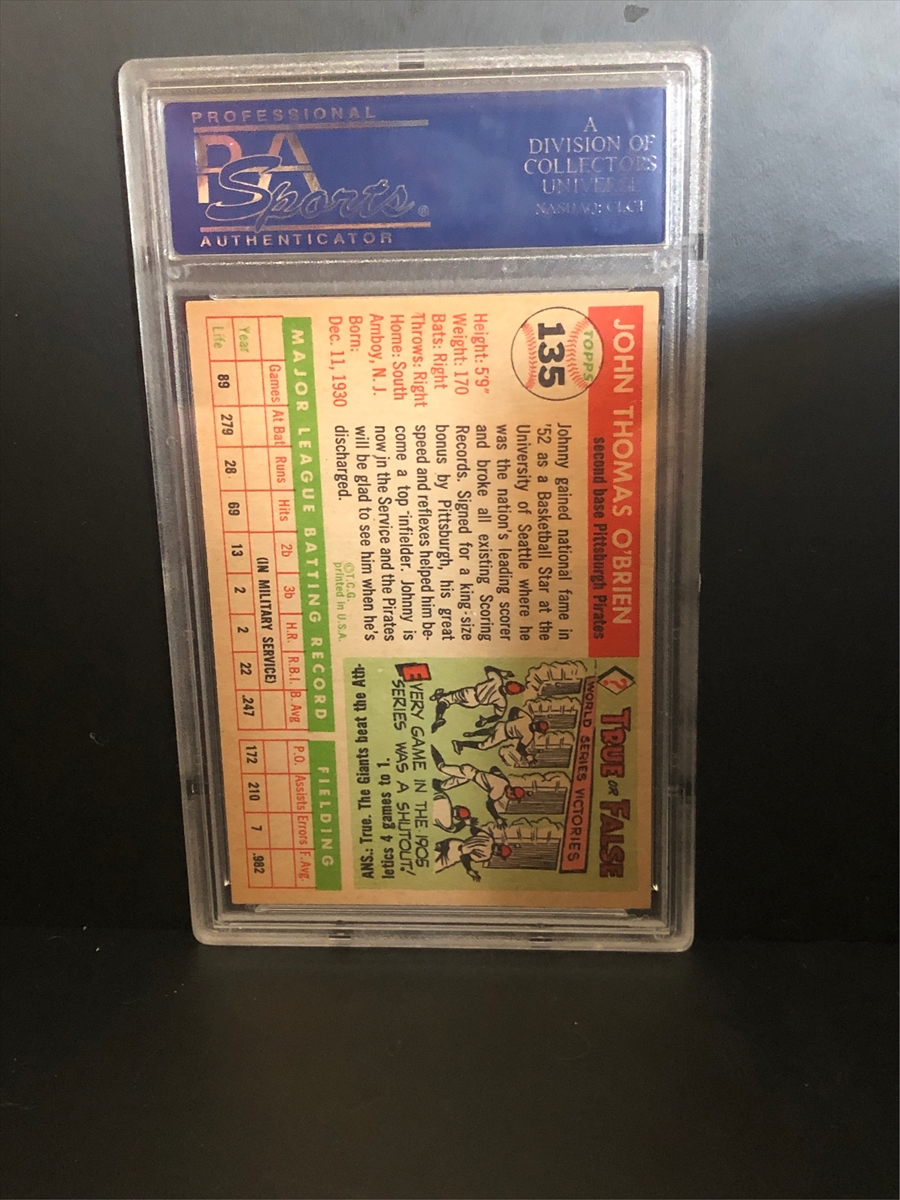 PROFESSIONAL
PSA
Sports®
AUTHENTICATOR
A
DIVISION OF
COLLECTORS
UNIVERSE
NASDAQ: CLCT
JOHN THOMAS O'BRIEN
second base Pittsburgh Pirates
TOPPS
135
Height: 5'9"
Weight: 170
Bats: Right
Throws: Right
Home: South
Amboy, N. J.
Born:
Dec. 11, 1930
Johnny gained national fame in
'52 as a Basketball Star at the
University of Seattle where he
was the nation's leading scorer
and broke all existing Scoring
Records. Signed for a king-size
bonus by Pittsburgh, his great
speed and reflexes helped him be-
come a top infielder. Johnny is
now in the Service and the Pirates
will be glad to see him when he's
discharged.
©T.C.G.
printed in U.S.A.
? TRUE OR FALSE
WORLD SERIES VICTORIES
EVERY GAME IN THE 1905
SERIES WAS A SHUTOUT!
ANS.: True. The Giants beat the Ath-
letics 4 games to 1.
MAJOR LEAGUE BATTING RECORD FIELDING
Games At Bat Runs Hits 2b 3b H.R. R.B.I. B. Avg P.O. Assists Errors F. Avg.
Year (IN MILITARY SERVICE)
Life 89 279 28 69 13 2 2 22 .247 172 210 7 .982